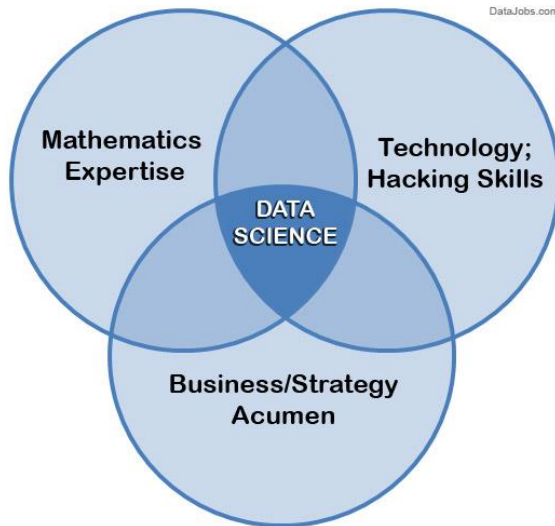 DataJobs.com
Mathematics
Expertise
Technology;
Hacking Skills
DATA
SCIENCE
Business/Strategy
Acumen